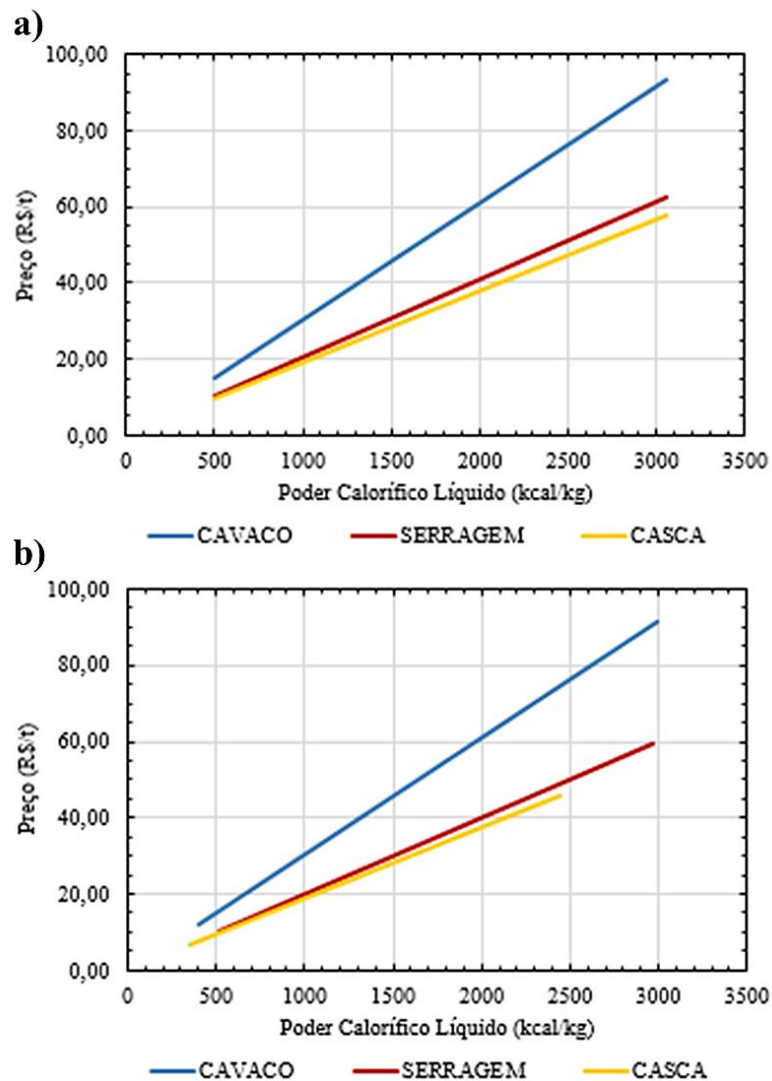 a)
100,00
80,00
60,00
40,00
20,00
0,00
Preço (R$/t)
0 500 1000 1500 2000 2500 3000 3500
Poder Calorífico Líquido (kcal/kg)
CAVACO SERRAGEM CASCA
b)
100,00
80,00
60,00
40,00
20,00
0,00
Preço (R$/t)
0 500 1000 1500 2000 2500 3000 3500
Poder Calorífico Líquido (kcal/kg)
CAVACO SERRAGEM CASCA